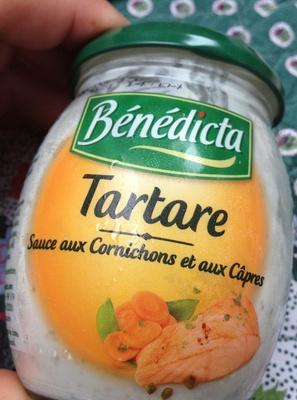 Bénédicta
Tartare
Sauce aux Cornichons et aux Câpres